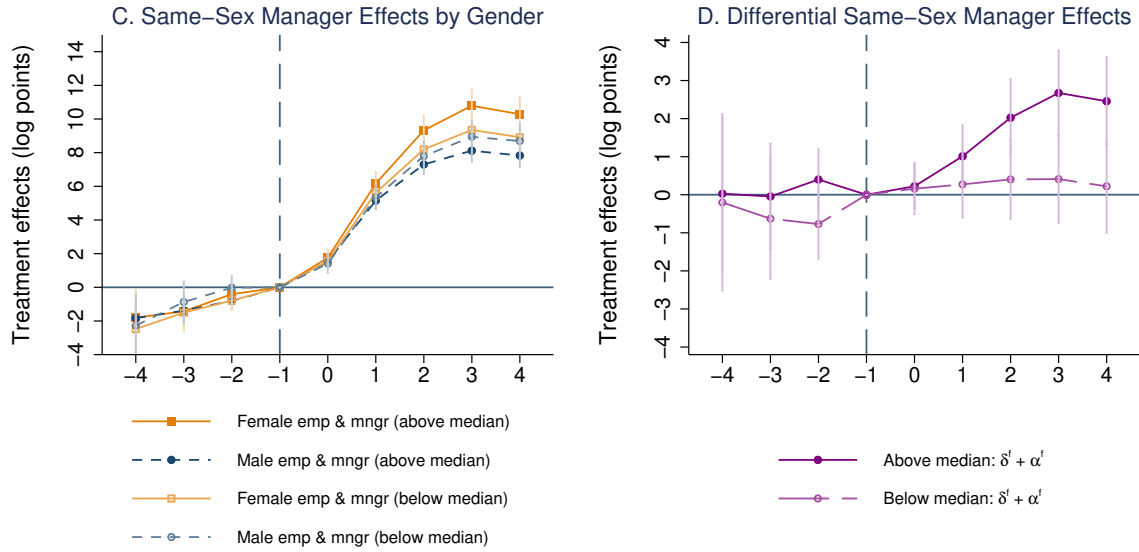 C. Same−Sex Manager Effects by Gender
Treatment effects (log points)
14
12
10
8
6
4
2
0
−2
−4
−4 −3 −2 −1 0 1 2 3 4
Female emp & mngr (above median)
Male emp & mngr (above median)
Female emp & mngr (below median)
Male emp & mngr (below median)
D. Differential Same−Sex Manager Effects
Treatment effects (log points)
4
3
2
1
0
−1
−2
−3
−4
−4 −3 −2 −1 0 1 2 3 4
Above median: δᶠ + αᶠ
Below median: δᶠ + αᶠ